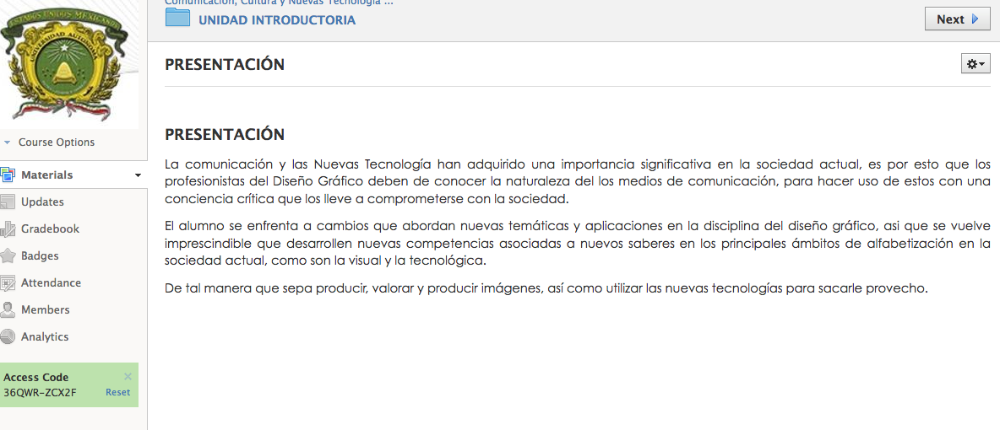 Comunicación, Cultura y Nuevas Tecnología ...
UNIDAD INTRODUCTORIA
Next
ESTADOS UNIDOS MEXICANOS
UNIVERSIDAD AUTONOMA
PRESENTACIÓN
PRESENTACIÓN
La comunicación y las Nuevas Tecnología han adquirido una importancia significativa en la sociedad actual, es por esto que los
profesionistas del Diseño Gráfico deben de conocer la naturaleza del los medios de comunicación, para hacer uso de estos con una
conciencia crítica que los lleve a comprometerse con la sociedad.
El alumno se enfrenta a cambios que abordan nuevas temáticas y aplicaciones en la disciplina del diseño gráfico, asi que se vuelve
imprescindible que desarrollen nuevas competencias asociadas a nuevos saberes en los principales ámbitos de alfabetización en la
sociedad actual, como son la visual y la tecnológica.
De tal manera que sepa producir, valorar y producir imágenes, así como utilizar las nuevas tecnologías para sacarle provecho.
Course Options
Materials
Updates
Gradebook
Badges
Attendance
Members
Analytics
Access Code
36QWR-ZCX2F
Reset